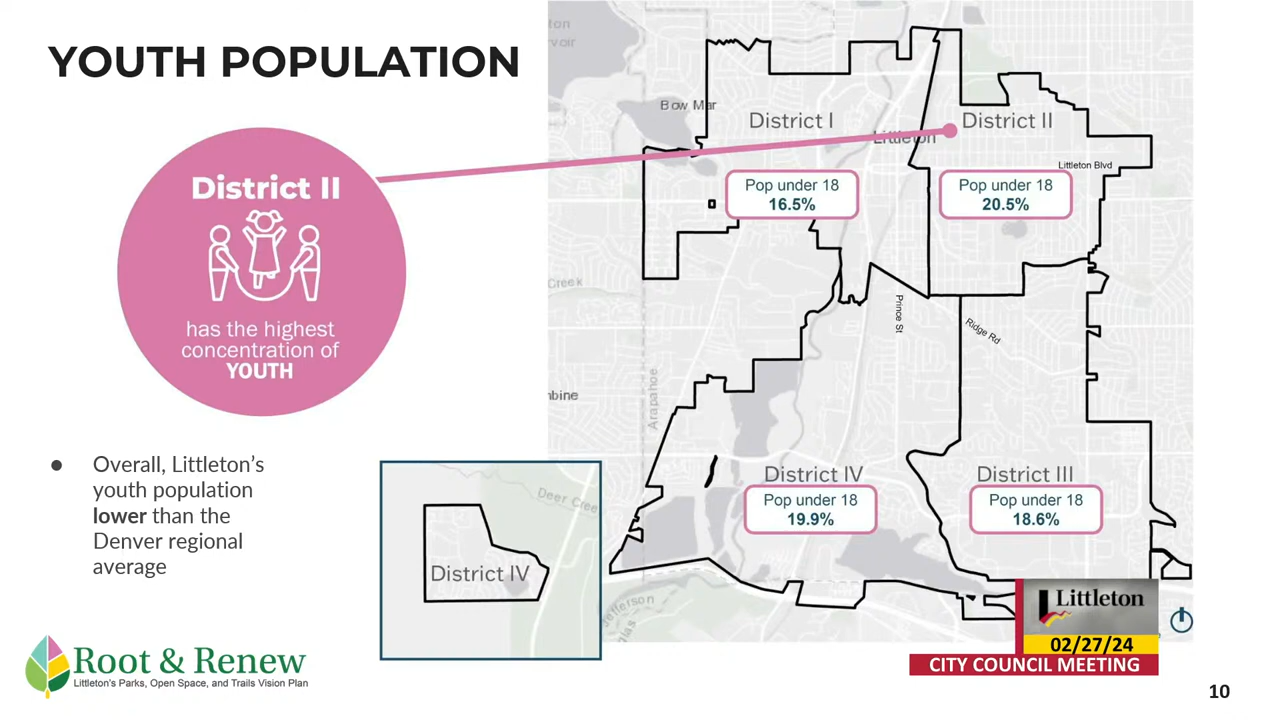 YOUTH POPULATION
District II
has the highest
concentration of
YOUTH
● Overall, Littleton’s
youth population
lower than the
Denver regional
average
Bow Mar
District I
Littleton
District II
Littleton Blvd
Pop under 18
16.5%
Pop under 18
20.5%
Creek
Prince St
Ridge Rd
Arapahoe
District IV
Pop under 18
19.9%
District III
Pop under 18
18.6%
Deer Cree
District IV
Jefferson
Root & Renew
Littleton's Parks, Open Space, and Trails Vision Plan
Littleton
02/27/24
CITY COUNCIL MEETING
10